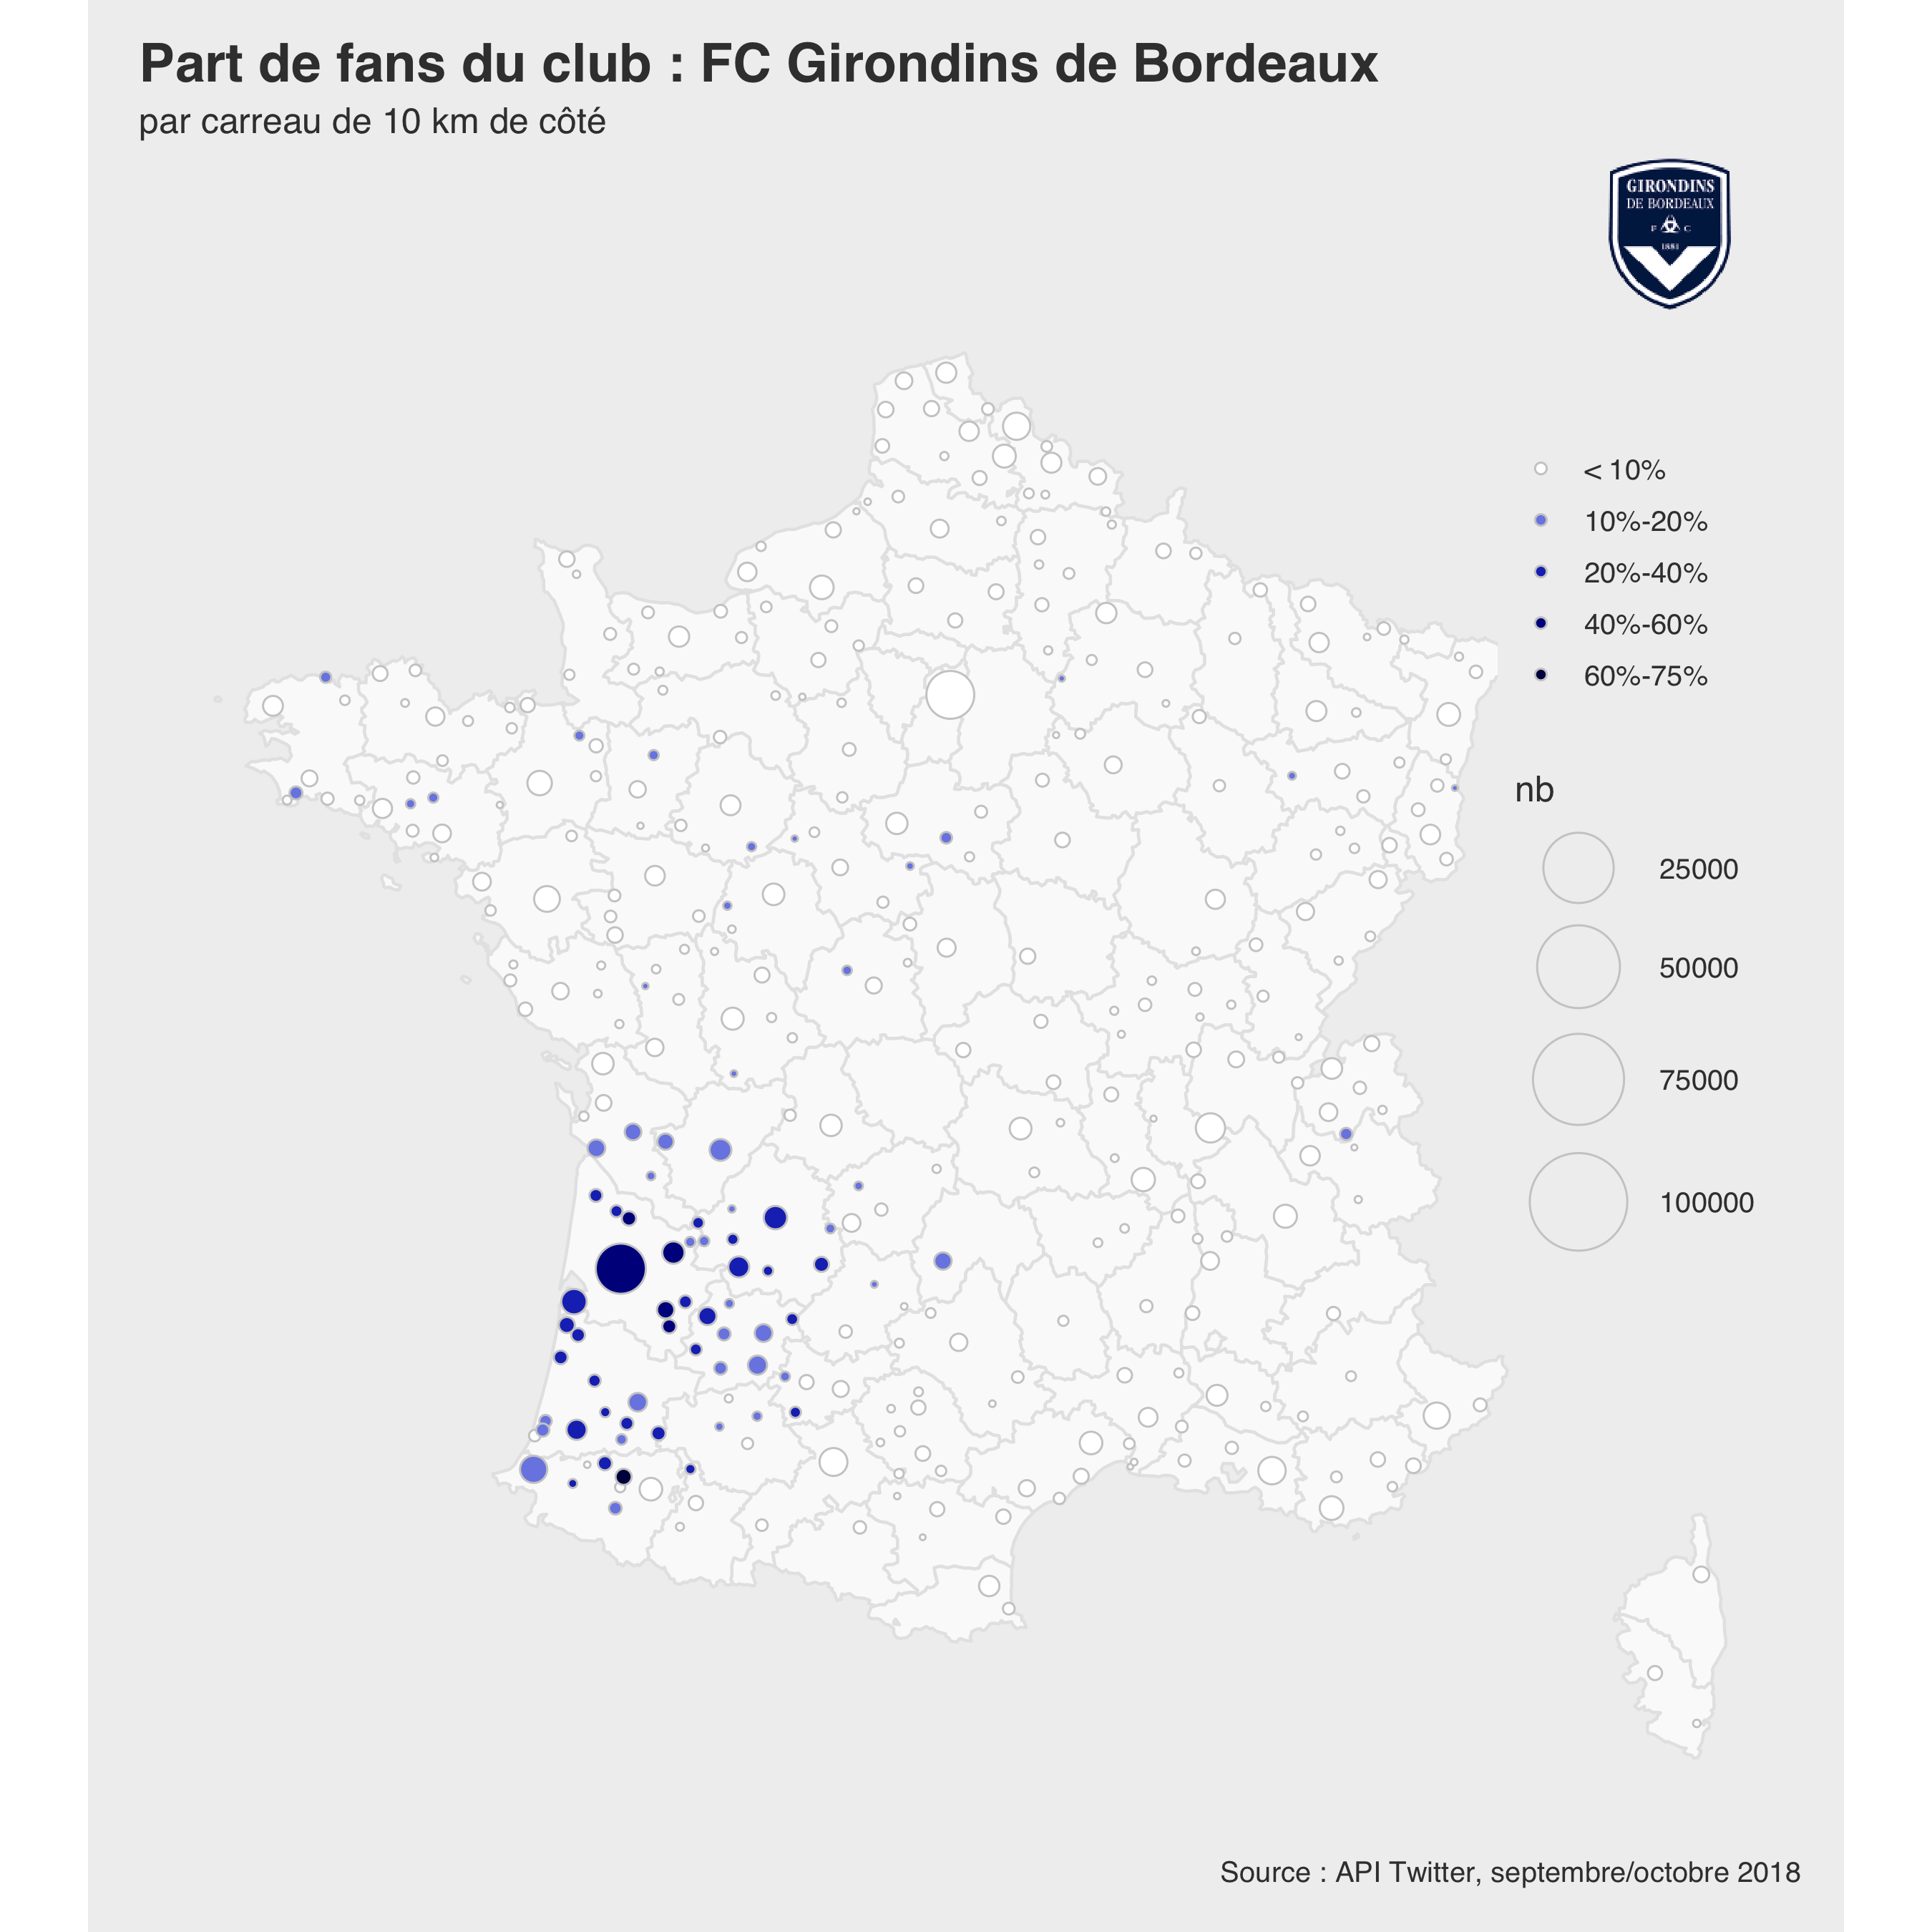 Part de fans du club : FC Girondins de Bordeaux
par carreau de 10 km de côté
GIRONDINS
DE BORDEAUX
F C
1881
< 10%
10%-20%
20%-40%
40%-60%
60%-75%
nb
25000
50000
75000
100000
Source : API Twitter, septembre/octobre 2018